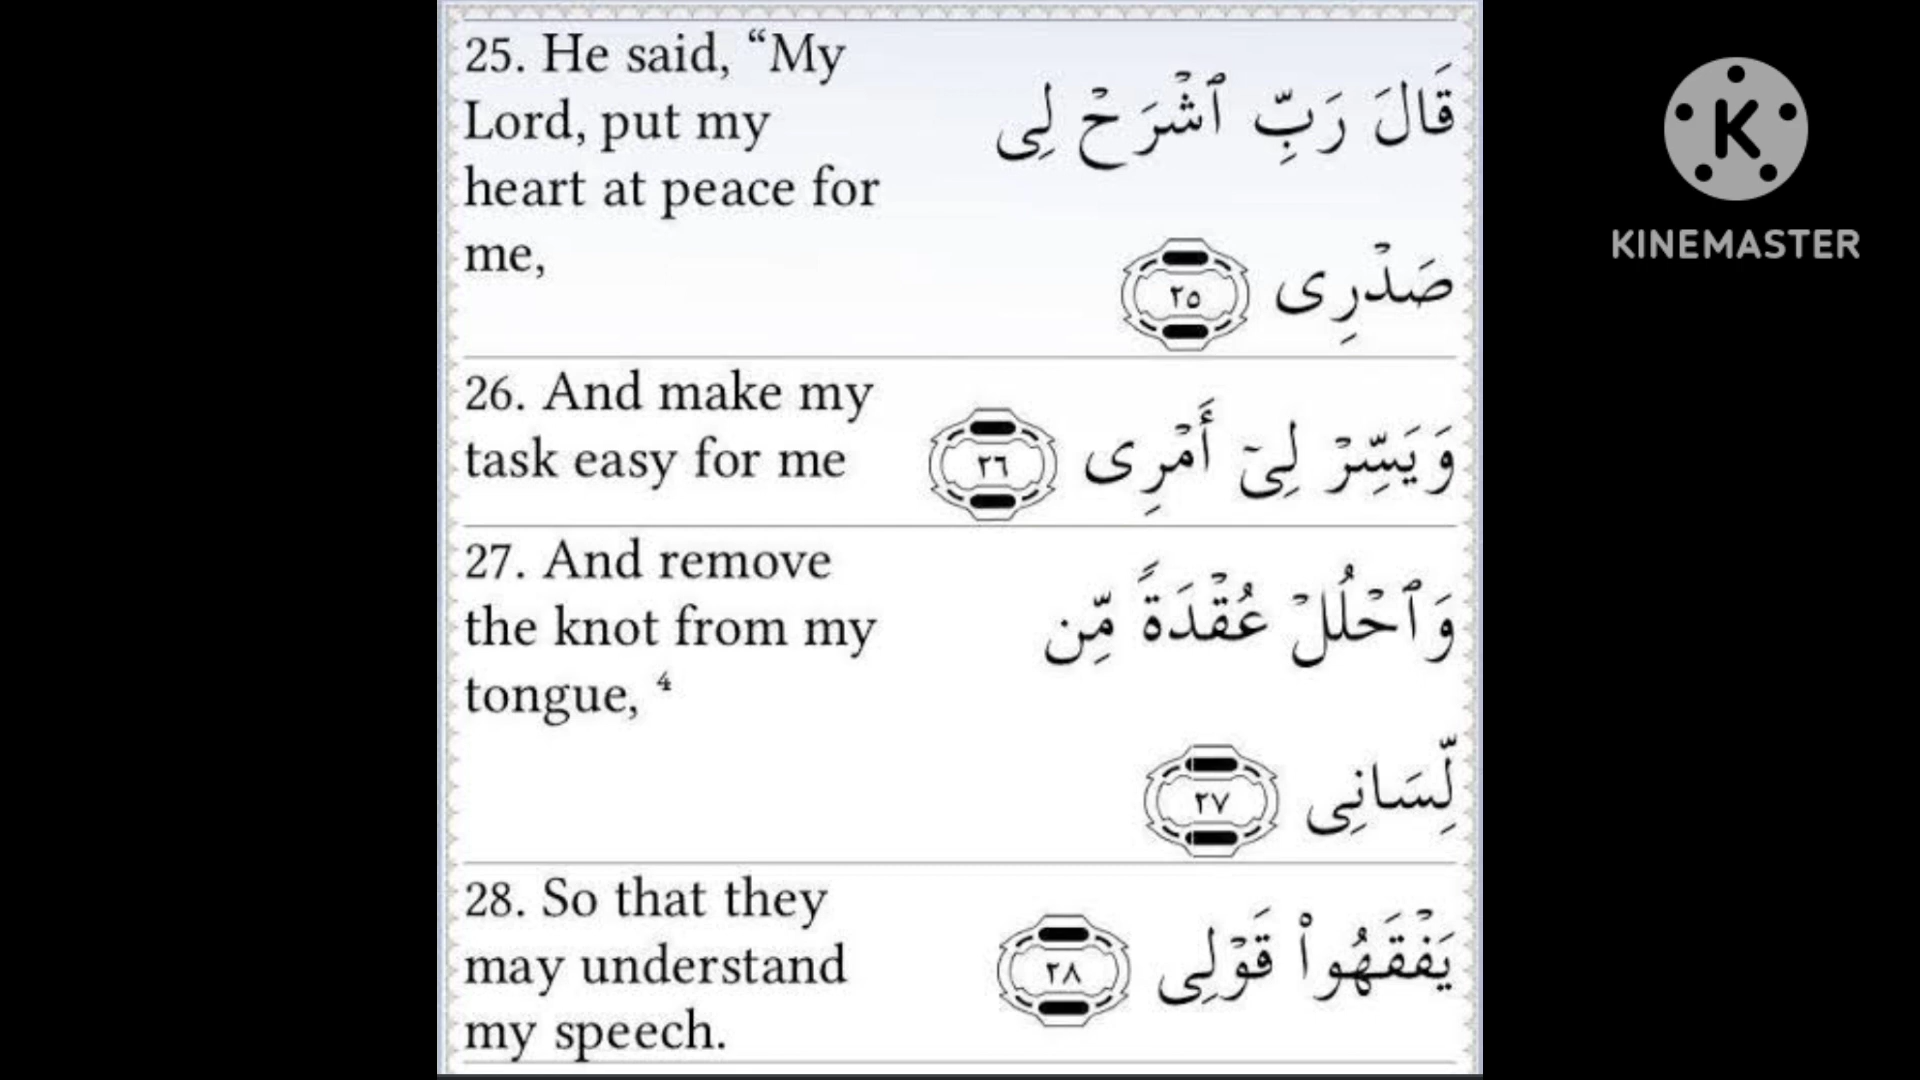 25. He said, “My
Lord, put my
heart at peace for
me,
قَالَ رَبِّ ٱشْرَحْ لِى
صَدْرِى ٢٥
26. And make my
task easy for me
وَيَسِّرْ لِىٓ أَمْرِى ٢٦
27. And remove
the knot from my
tongue, ⁴
وَٱحْلُلْ عُقْدَةً مِّن
لِّسَانِى ٢٧
28. So that they
may understand
my speech.
يَفْقَهُوا۟ قَوْلِى ٢٨
K
KINEMASTER